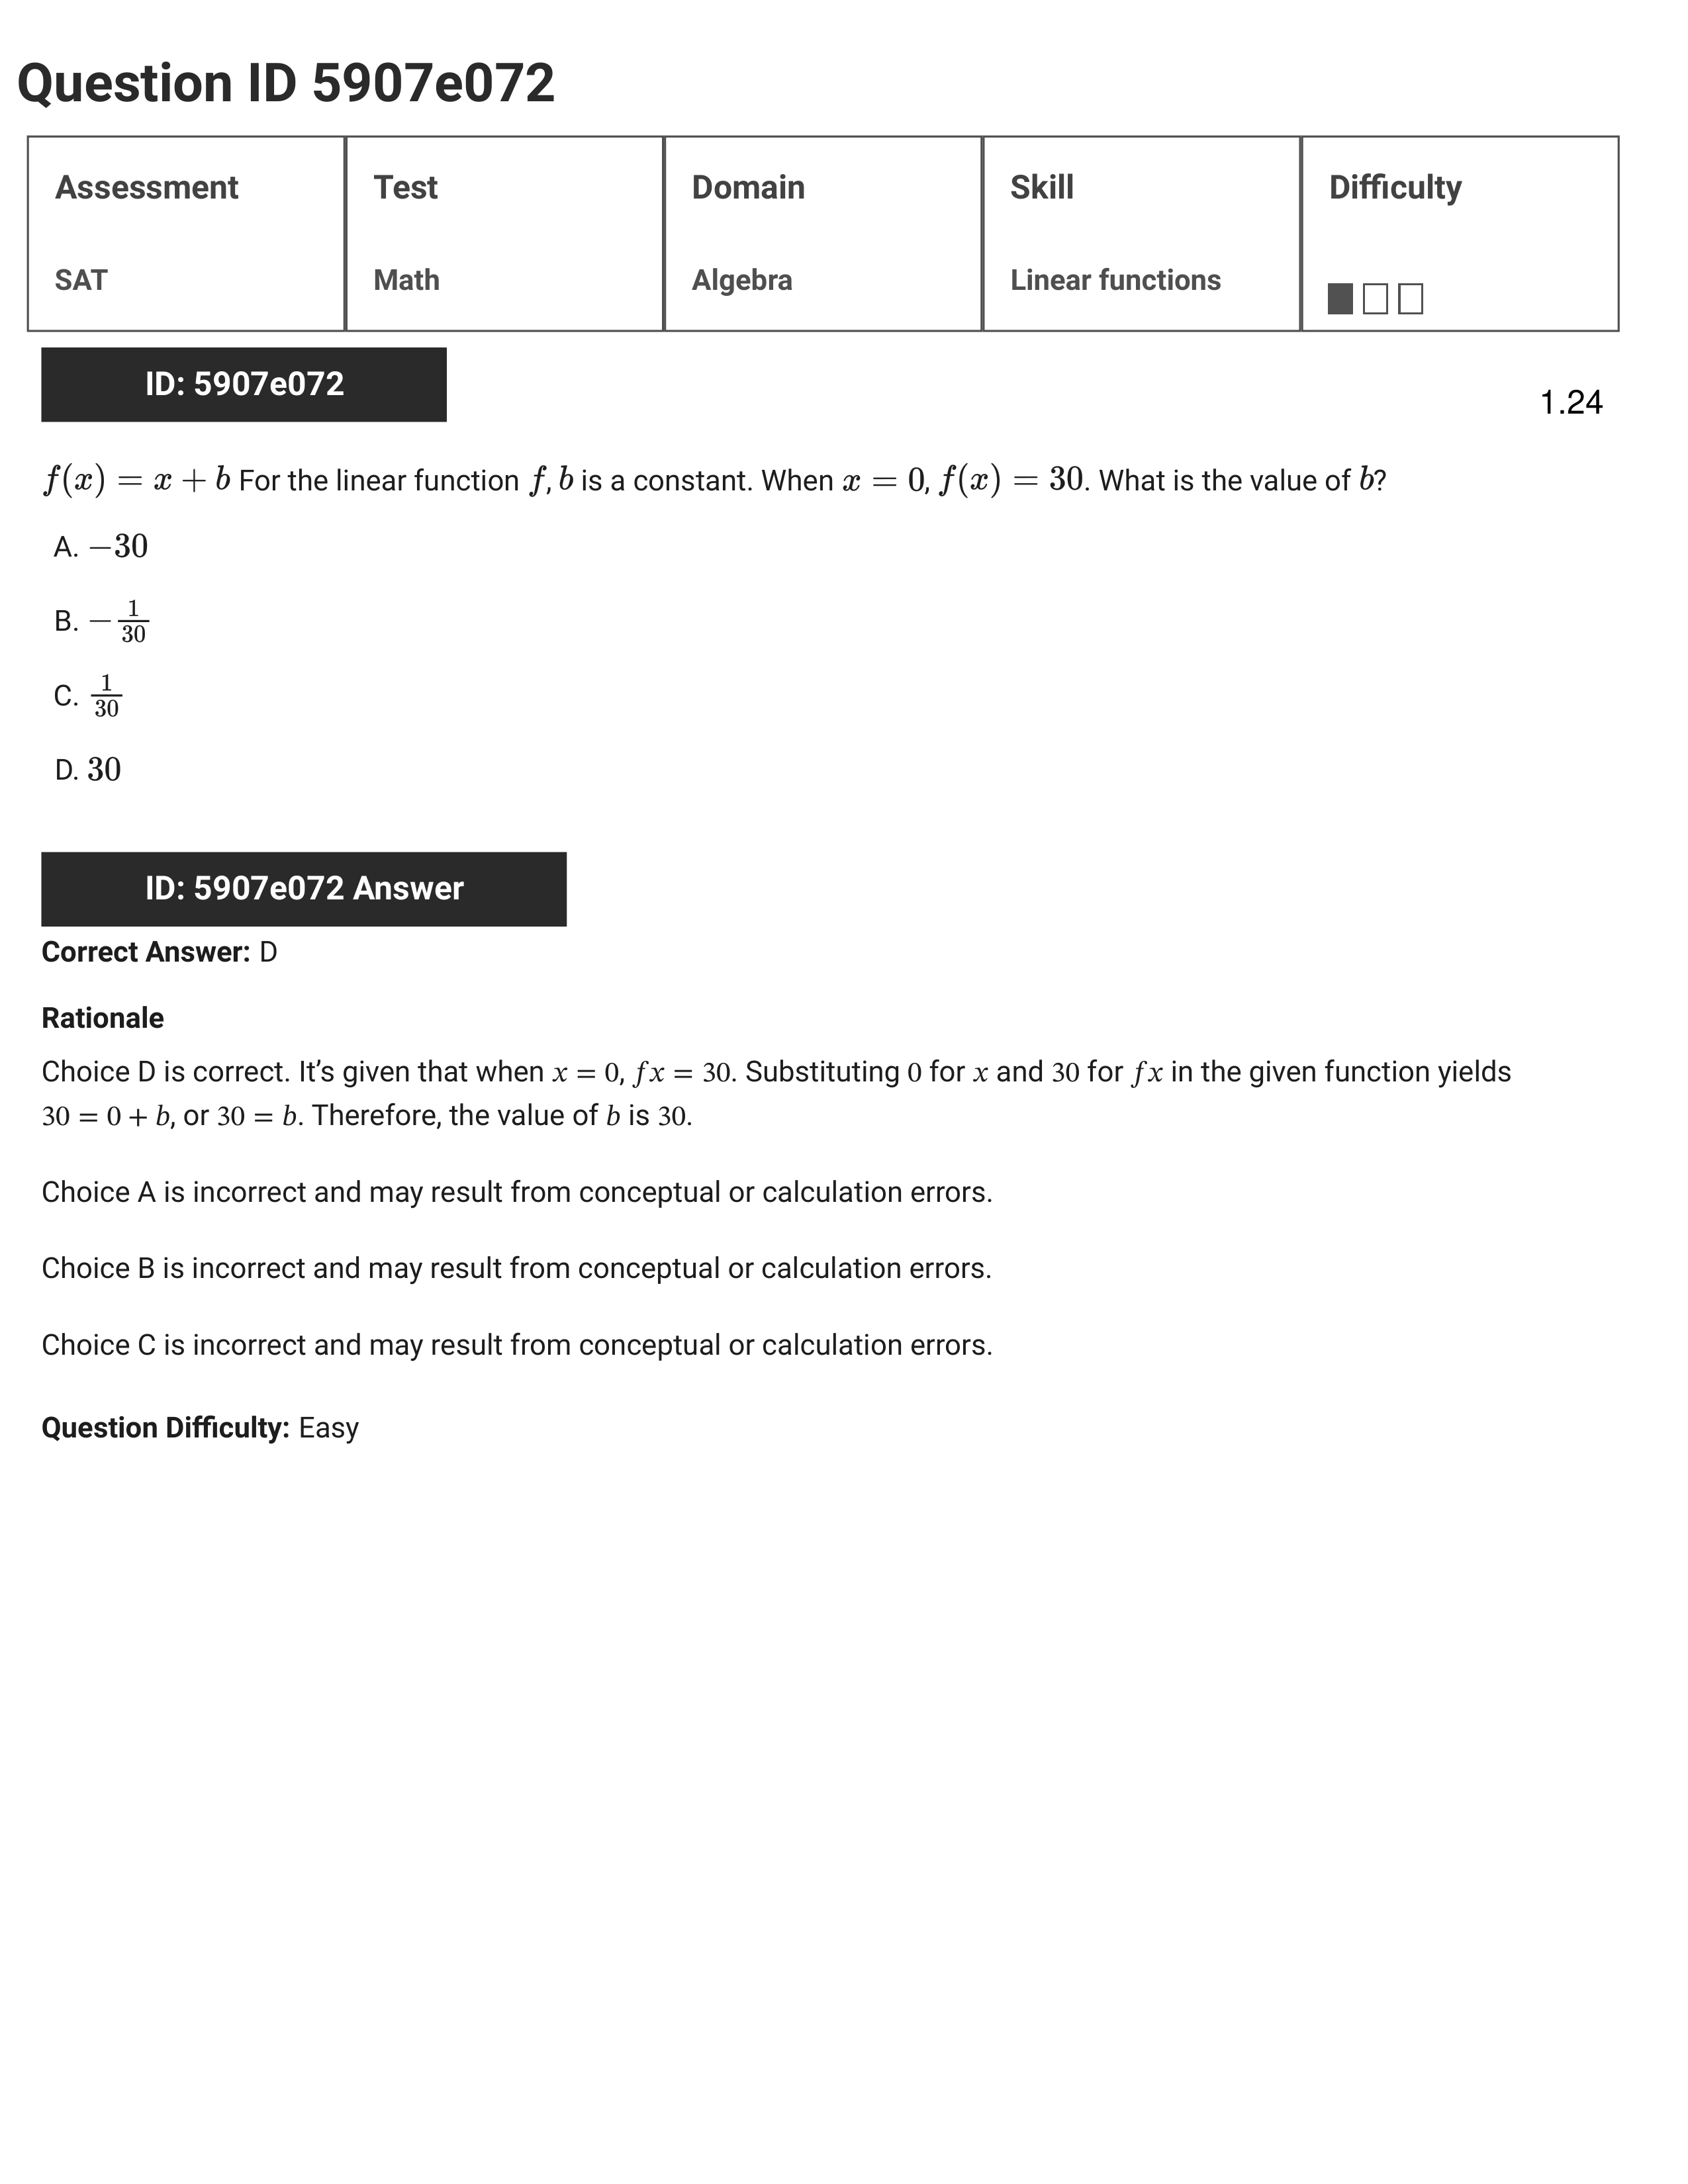 Question ID 5907e072
Assessment Test Domain Skill Difficulty
SAT Math Algebra Linear functions
ID: 5907e072
1.24
f(x) = x + b For the linear function f, b is a constant. When x = 0, f(x) = 30. What is the value of b?
A. −30
B. −1/30
C. 1/30
D. 30
ID: 5907e072 Answer
Correct Answer: D
Rationale
Choice D is correct. It’s given that when x = 0, fx = 30. Substituting 0 for x and 30 for fx in the given function yields
30 = 0 + b, or 30 = b. Therefore, the value of b is 30.
Choice A is incorrect and may result from conceptual or calculation errors.
Choice B is incorrect and may result from conceptual or calculation errors.
Choice C is incorrect and may result from conceptual or calculation errors.
Question Difficulty: Easy